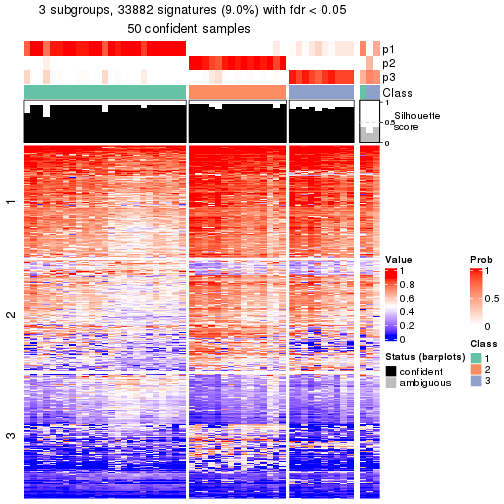 3 subgroups, 33882 signatures (9.0%) with fdr < 0.05
50 confident samples
p1
p2
p3
Class
1
0.5
0
Silhouette
score
1
2
3
Value
1
0.8
0.6
0.4
0.2
0
Prob
1
0.5
0
Status (barplots)
confident
ambiguous
Class
1
2
3